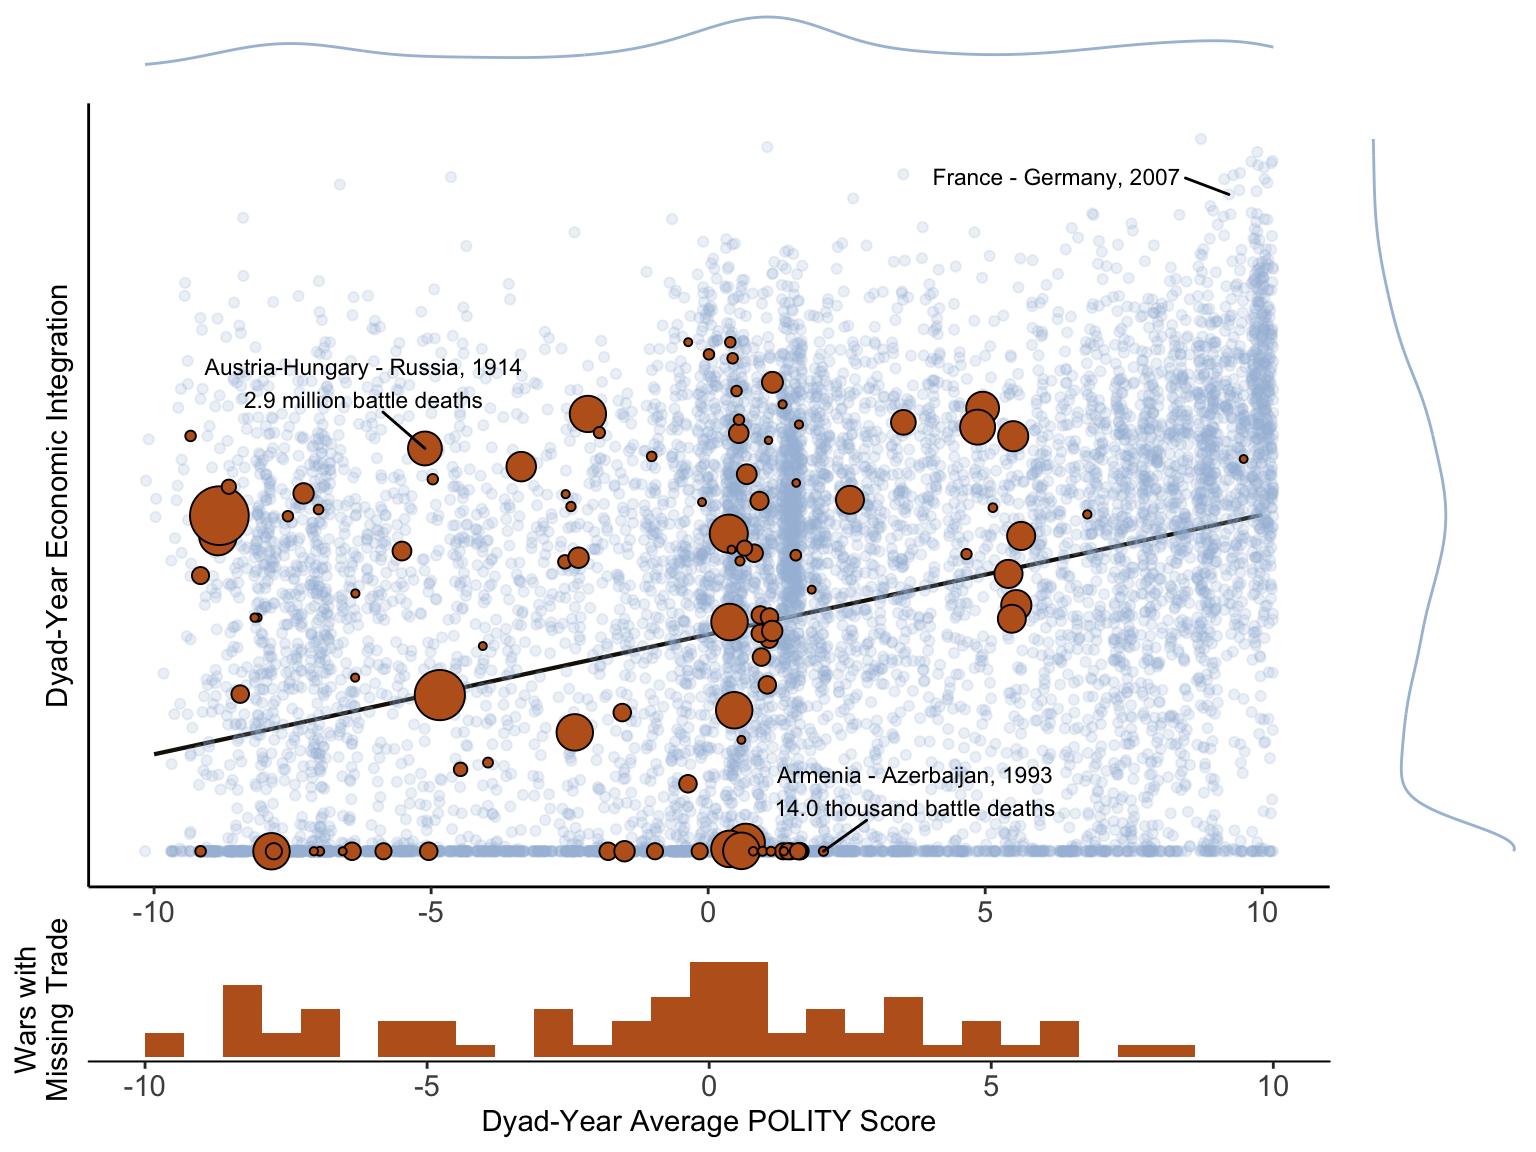 France - Germany, 2007
Austria-Hungary - Russia, 1914
2.9 million battle deaths
Dyad-Year Economic Integration
Armenia - Azerbaijan, 1993
14.0 thousand battle deaths
-10 -5 0 5 10
Wars with
Missing Trade
-10 -5 0 5 10
Dyad-Year Average POLITY Score